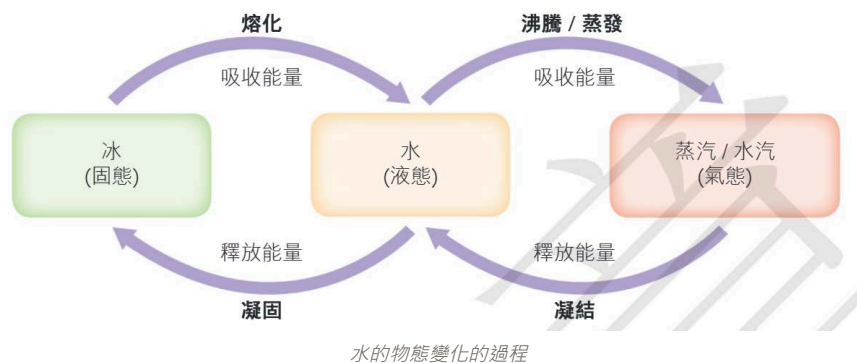 熔化
沸騰 / 蒸發
吸收能量
吸收能量
冰
(固態)
水
(液態)
蒸汽 / 水汽
(氣態)
釋放能量
釋放能量
凝固
凝結
水的物態變化的過程